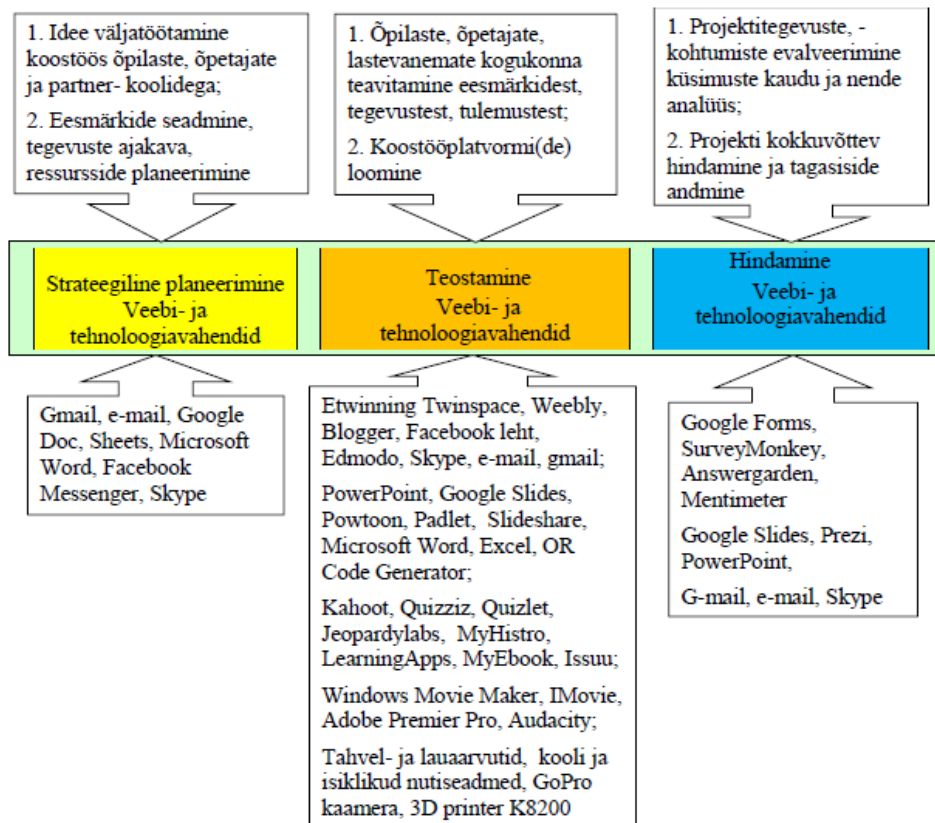 1. Idee väljatöötamine
koostöös õpilaste, õpetajate
ja partner- koolidega;
2. Eesmärkide seadmine,
tegevuste ajakava,
ressursside planeerimine
1. Õpilaste, õpetajate,
lastevanemate kogukonna
teavitamine eesmärkidest,
tegevustest, tulemustest;
2. Koostööplatvormi(de)
loomine
1. Projektitegevuste, -
kohtumiste evalveerimine
küsimuste kaudu ja nende
analüüs;
2. Projekti kokkuvõttev
hindamine ja tagasiside
andmine
Strateegiline planeerimine
Veebi- ja
tehnoloogiavahendid
Teostamine
Veebi- ja
tehnoloogiavahendid
Hindamine
Veebi- ja
tehnoloogiavahendid
Gmail, e-mail, Google
Doc, Sheets, Microsoft
Word, Facebook
Messenger, Skype
Etwinning Twinspace, Weebly,
Blogger, Facebook leht,
Edmodo, Skype, e-mail, gmail;
PowerPoint, Google Slides,
Powtoon, Padlet, Slideshare,
Microsoft Word, Excel, OR
Code Generator;
Kahoot, Quizziz, Quizlet,
Jeopardylabs, MyHistro,
LearningApps, MyEbook, Issuu;
Windows Movie Maker, IMovie,
Adobe Premier Pro, Audacity;
Tahvel- ja lauaarvutid, kooli ja
isiklikud nutiseadmed, GoPro
kaamera, 3D printer K8200
Google Forms,
SurveyMonkey,
Answergarden,
Mentimeter
Google Slides, Prezi,
PowerPoint,
G-mail, e-mail, Skype